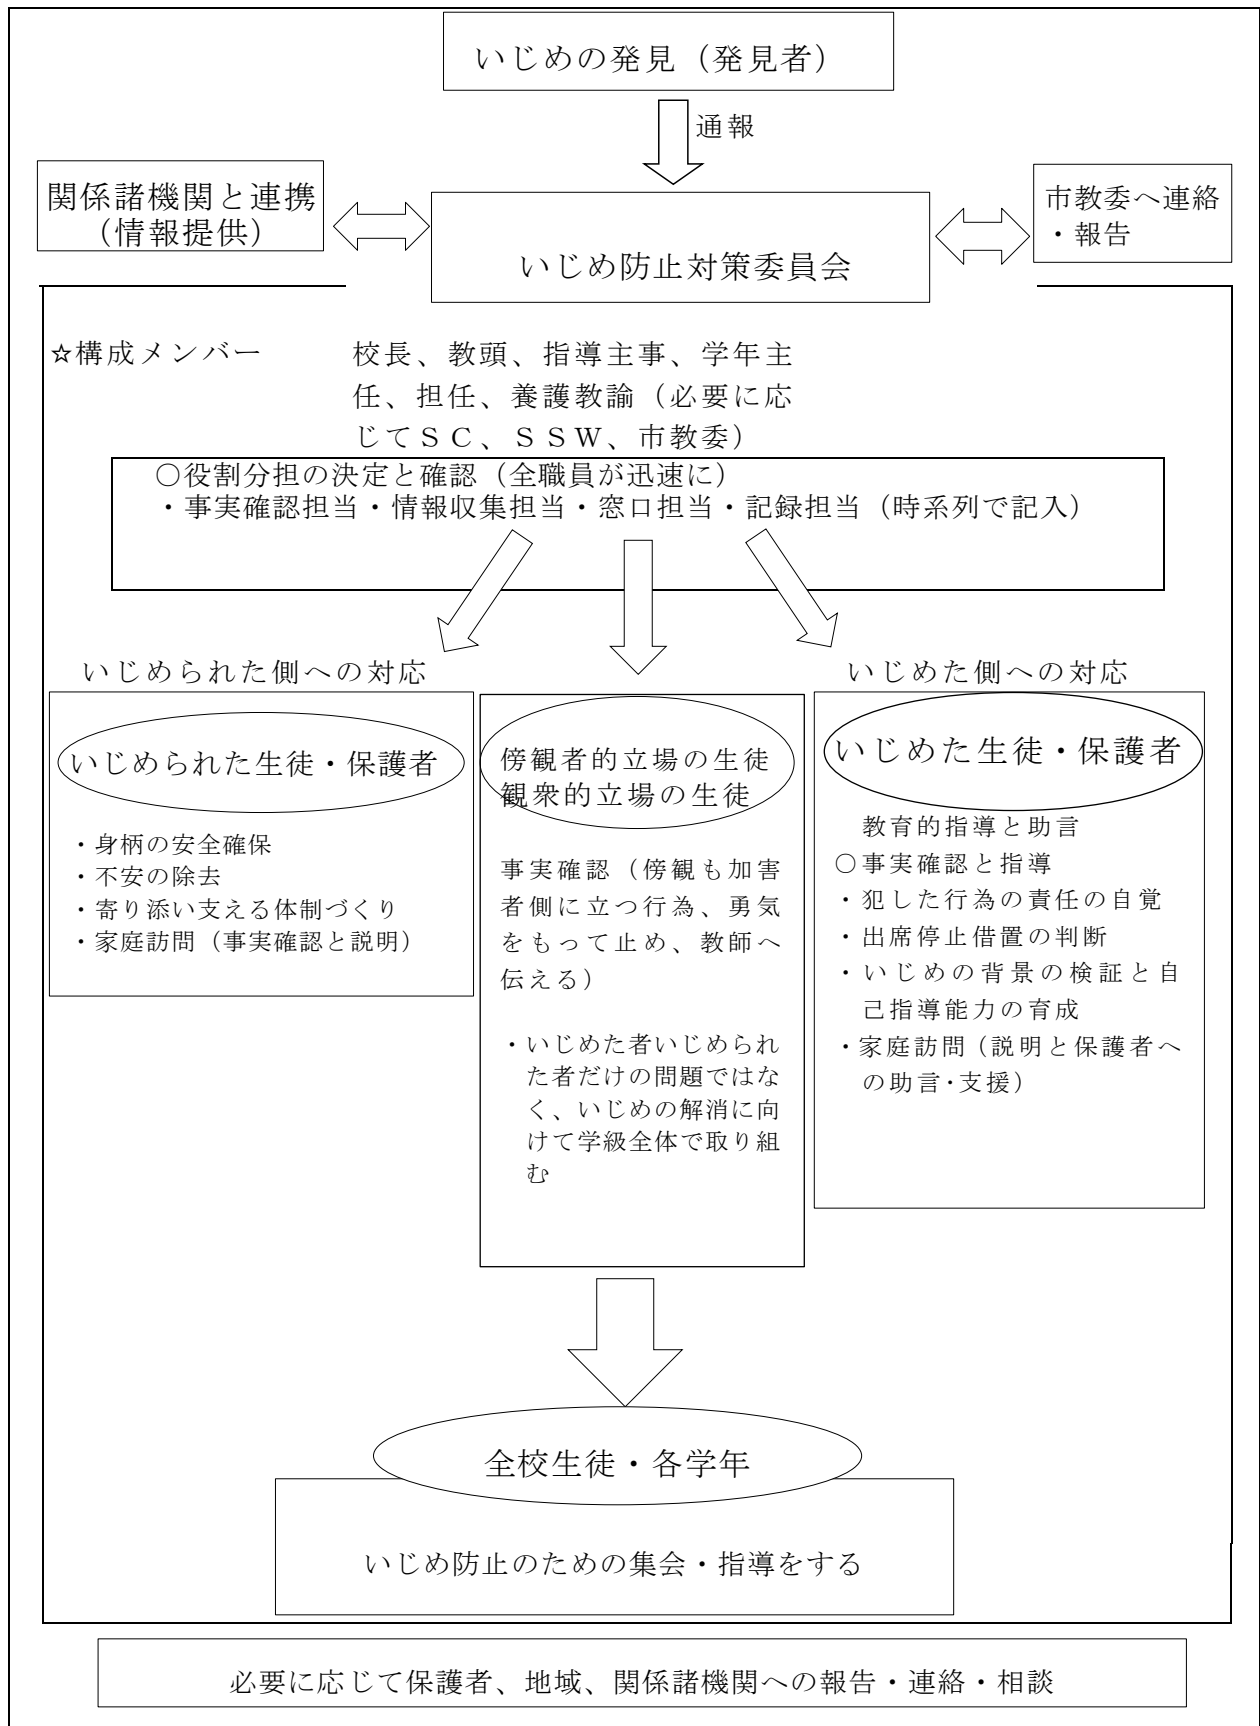 いじめの発見（発見者）
通報
関係諸機関と連携
（情報提供）
いじめ防止対策委員会
市教委へ連絡
・報告
☆構成メンバー
校長、教頭、指導主事、学年主
任、担任、養護教諭（必要に応
じてＳＣ、ＳＳＷ、市教委）
○役割分担の決定と確認（全職員が迅速に）
・事実確認担当・情報収集担当・窓口担当・記録担当（時系列で記入）
いじめられた側への対応
いじめられた生徒・保護者
・身柄の安全確保
・不安の除去
・寄り添い支える体制づくり
・家庭訪問（事実確認と説明）
傍観者的立場の生徒
観衆的立場の生徒
事実確認（傍観も加害
者側に立つ行為、勇気
をもって止め、教師へ
伝える）
・いじめた者いじめられ
た者だけの問題ではな
く、いじめの解消に向
けて学級全体で取り組
む
いじめた側への対応
いじめた生徒・保護者
教育的指導と助言
○事実確認と指導
・犯した行為の責任の自覚
・出席停止借置の判断
・いじめの背景の検証と自
己指導能力の育成
・家庭訪問（説明と保護者へ
の助言・支援）
全校生徒・各学年
いじめ防止のための集会・指導をする
必要に応じて保護者、地域、関係諸機関への報告・連絡・相談